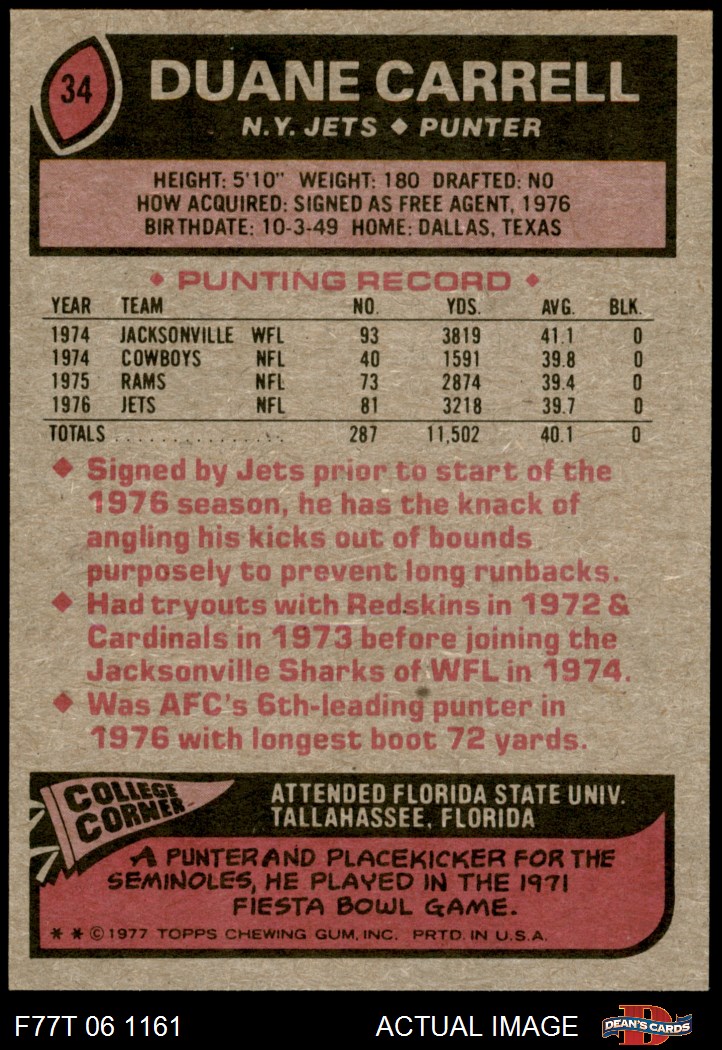 34
DUANE CARRELL
N.Y. JETS ◆ PUNTER
HEIGHT: 5'10" WEIGHT: 180 DRAFTED: NO
HOW ACQUIRED: SIGNED AS FREE AGENT, 1976
BIRTHDATE: 10-3-49 HOME: DALLAS, TEXAS
◆ PUNTING RECORD ◆
YEAR TEAM NO. YDS. AVG. BLK.
1974 JACKSONVILLE WFL 93 3819 41.1 0
1974 COWBOYS NFL 40 1591 39.8 0
1975 RAMS NFL 73 2874 39.4 0
1976 JETS NFL 81 3218 39.7 0
TOTALS . . . . . . . . . . . . . . 287 11,502 40.1 0
◆ Signed by Jets prior to start of the
1976 season, he has the knack of
angling his kicks out of bounds
purposely to prevent long runbacks.
◆ Had tryouts with Redskins in 1972 &
Cardinals in 1973 before joining the
Jacksonville Sharks of WFL in 1974.
◆ Was AFC's 6th-leading punter in
1976 with longest boot 72 yards.
COLLEGE
CORNER
ATTENDED FLORIDA STATE UNIV.
TALLAHASSEE, FLORIDA
A PUNTER AND PLACEKICKER FOR THE
SEMINOLES, HE PLAYED IN THE 1971
FIESTA BOWL GAME.
* * © 1977 TOPPS CHEWING GUM, INC. PRTD. IN U.S.A.
F77T 06 1161 ACTUAL IMAGE
D
DEAN'S CARDS